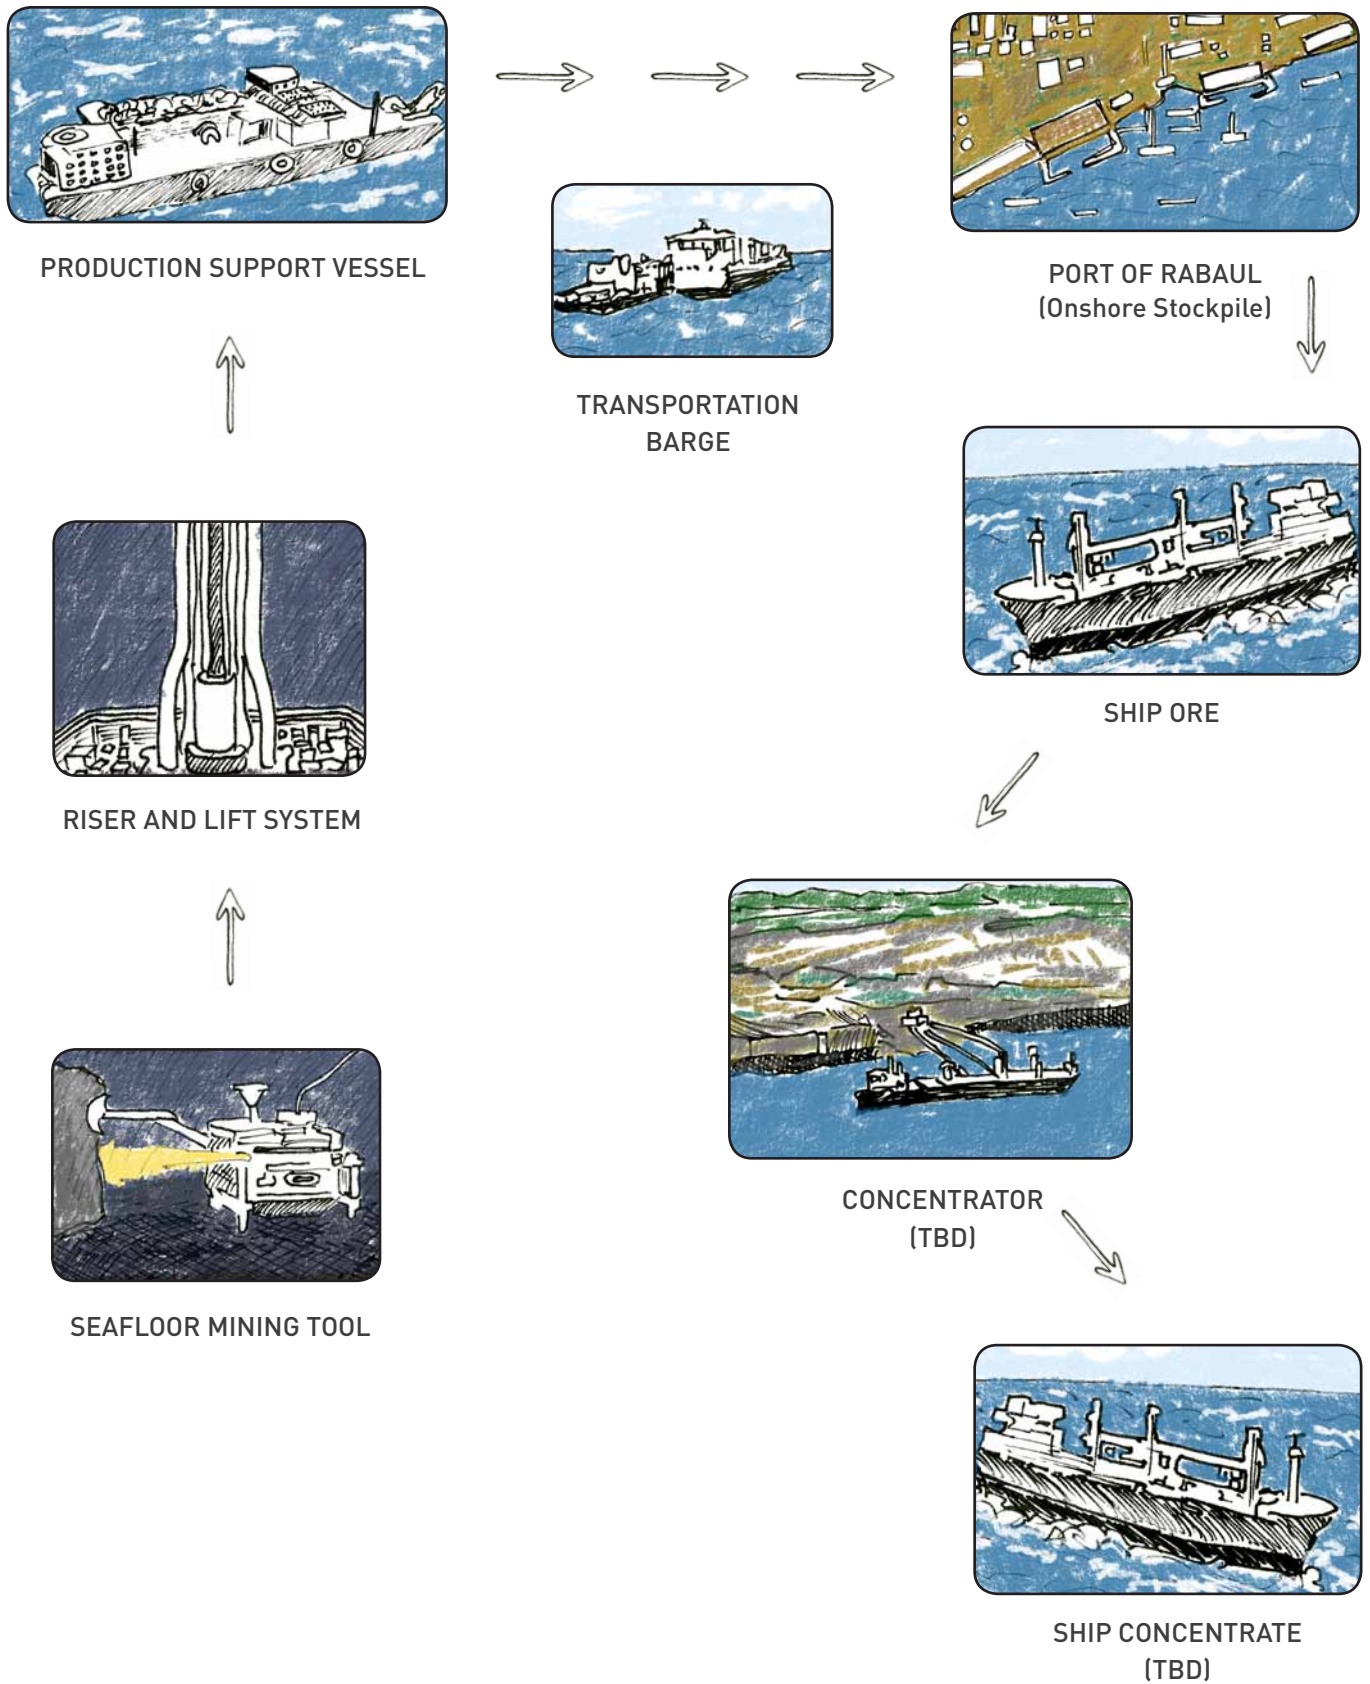 PRODUCTION SUPPORT VESSEL
TRANSPORTATION
BARGE
PORT OF RABAUL
(Onshore Stockpile)
SHIP ORE
RISER AND LIFT SYSTEM
CONCENTRATOR
(TBD)
SEAFLOOR MINING TOOL
SHIP CONCENTRATE
(TBD)